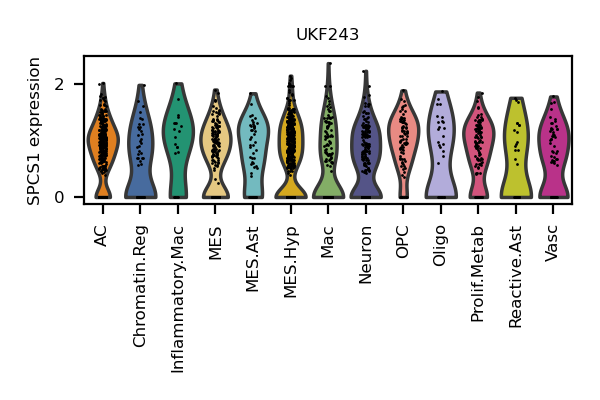 UKF243
SPCS1 expression
2
0
AC
Chromatin.Reg
Inflammatory.Mac
MES
MES.Ast
MES.Hyp
Mac
Neuron
OPC
Oligo
Prolif.Metab
Reactive.Ast
Vasc